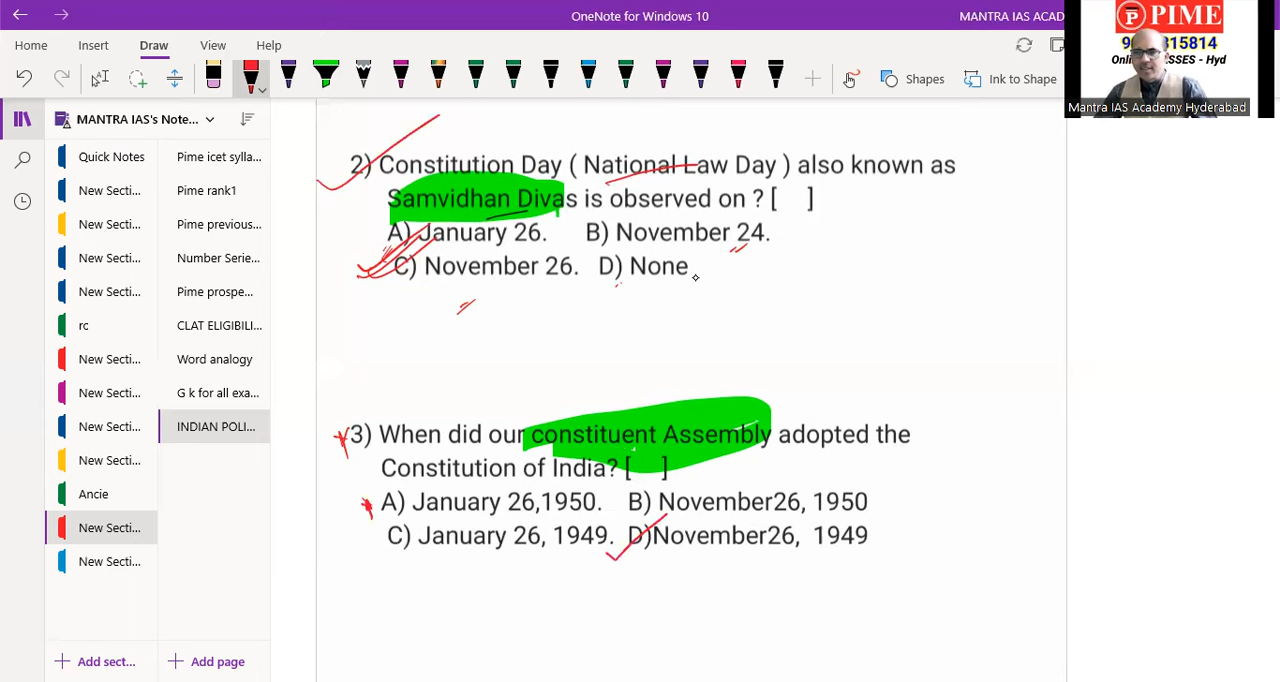 OneNote for Windows 10
MANTRA IAS ACAD
PIME
815814
Mantra IAS Academy Hyderabad
Home Insert Draw View Help
Shapes Ink to Shape
MANTRA IAS's Note...
Quick Notes Pime icet sylla...
New Secti... Pime rank1
New Secti... Pime previous...
New Secti... Number Serie...
New Secti... Pime prospe...
rc CLAT ELIGIBILI...
New Secti... Word analogy
New Secti... G k for all exa...
New Secti... INDIAN POLI...
New Secti...
Ancie
New Secti...
New Secti...
Add sect... Add page
2) Constitution Day ( National Law Day ) also known as
Samvidhan Divas is observed on ? [ ]
A) January 26. B) November 24.
C) November 26. D) None
3) When did our constituent Assembly adopted the
Constitution of India? [ ]
A) January 26,1950. B) November26, 1950
C) January 26, 1949. D)November26, 1949